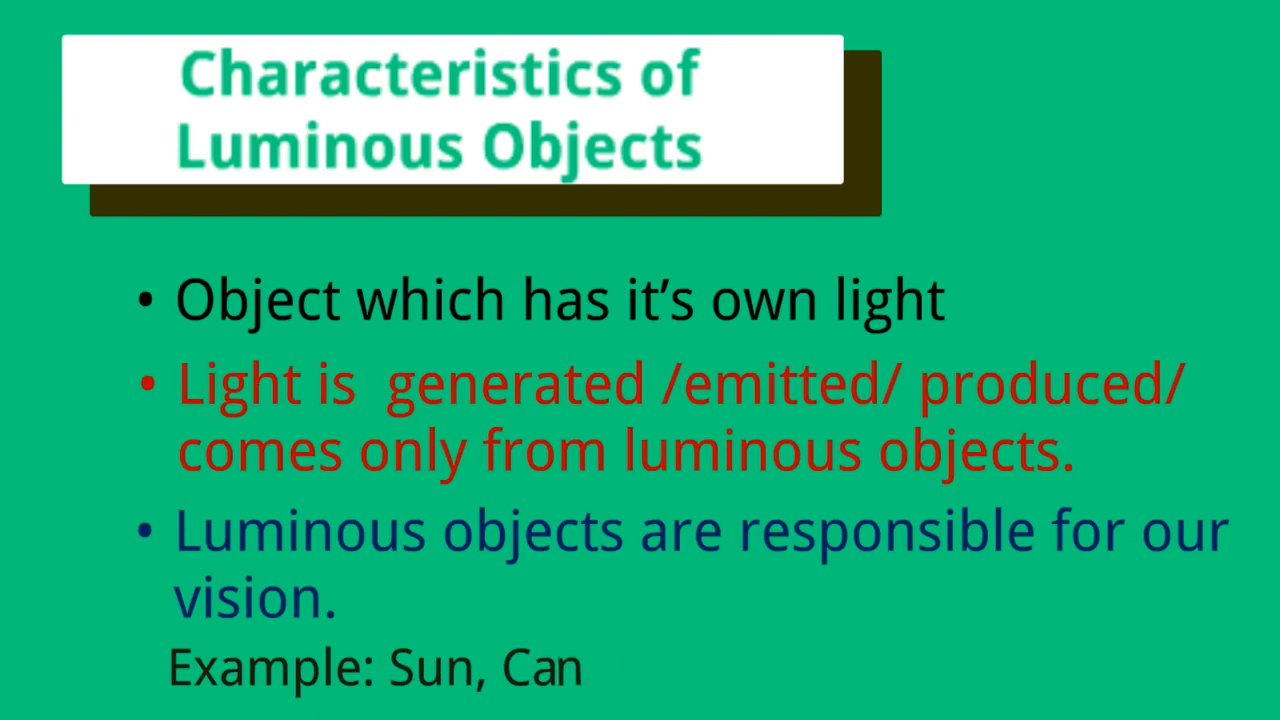 Characteristics of
Luminous Objects
• Object which has it’s own light
• Light is generated /emitted/ produced/
comes only from luminous objects.
• Luminous objects are responsible for our
vision.
Example: Sun, Can